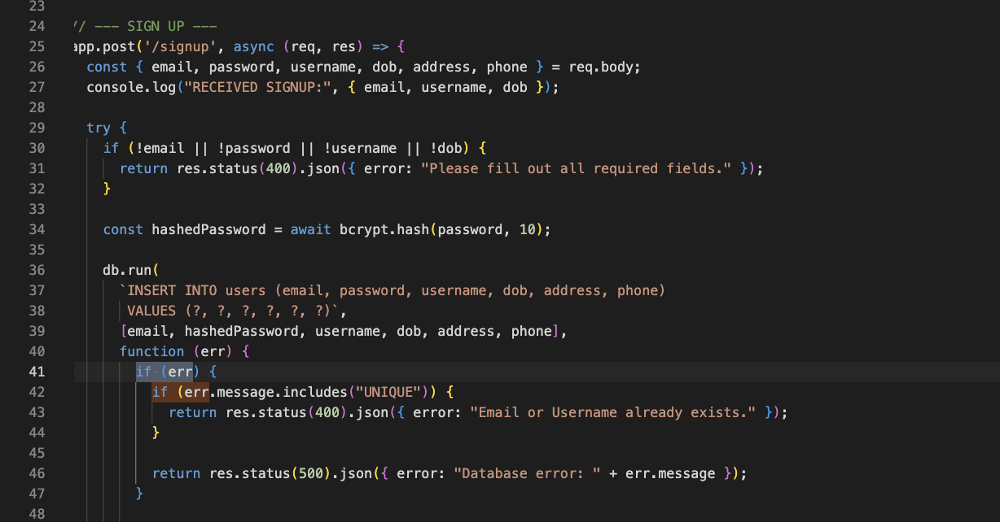 23
24 // --- SIGN UP ---
25 app.post('/signup', async (req, res) => {
26   const { email, password, username, dob, address, phone } = req.body;
27   console.log("RECEIVED SIGNUP:", { email, username, dob });
28
29   try {
30     if (!email || !password || !username || !dob) {
31       return res.status(400).json({ error: "Please fill out all required fields." });
32     }
33
34     const hashedPassword = await bcrypt.hash(password, 10);
35
36     db.run(
37       `INSERT INTO users (email, password, username, dob, address, phone)
38        VALUES (?, ?, ?, ?, ?, ?)`,
39       [email, hashedPassword, username, dob, address, phone],
40       function (err) {
41         if (err) {
42           if (err.message.includes("UNIQUE")) {
43             return res.status(400).json({ error: "Email or Username already exists." });
44           }
45
46           return res.status(500).json({ error: "Database error: " + err.message });
47         }
48